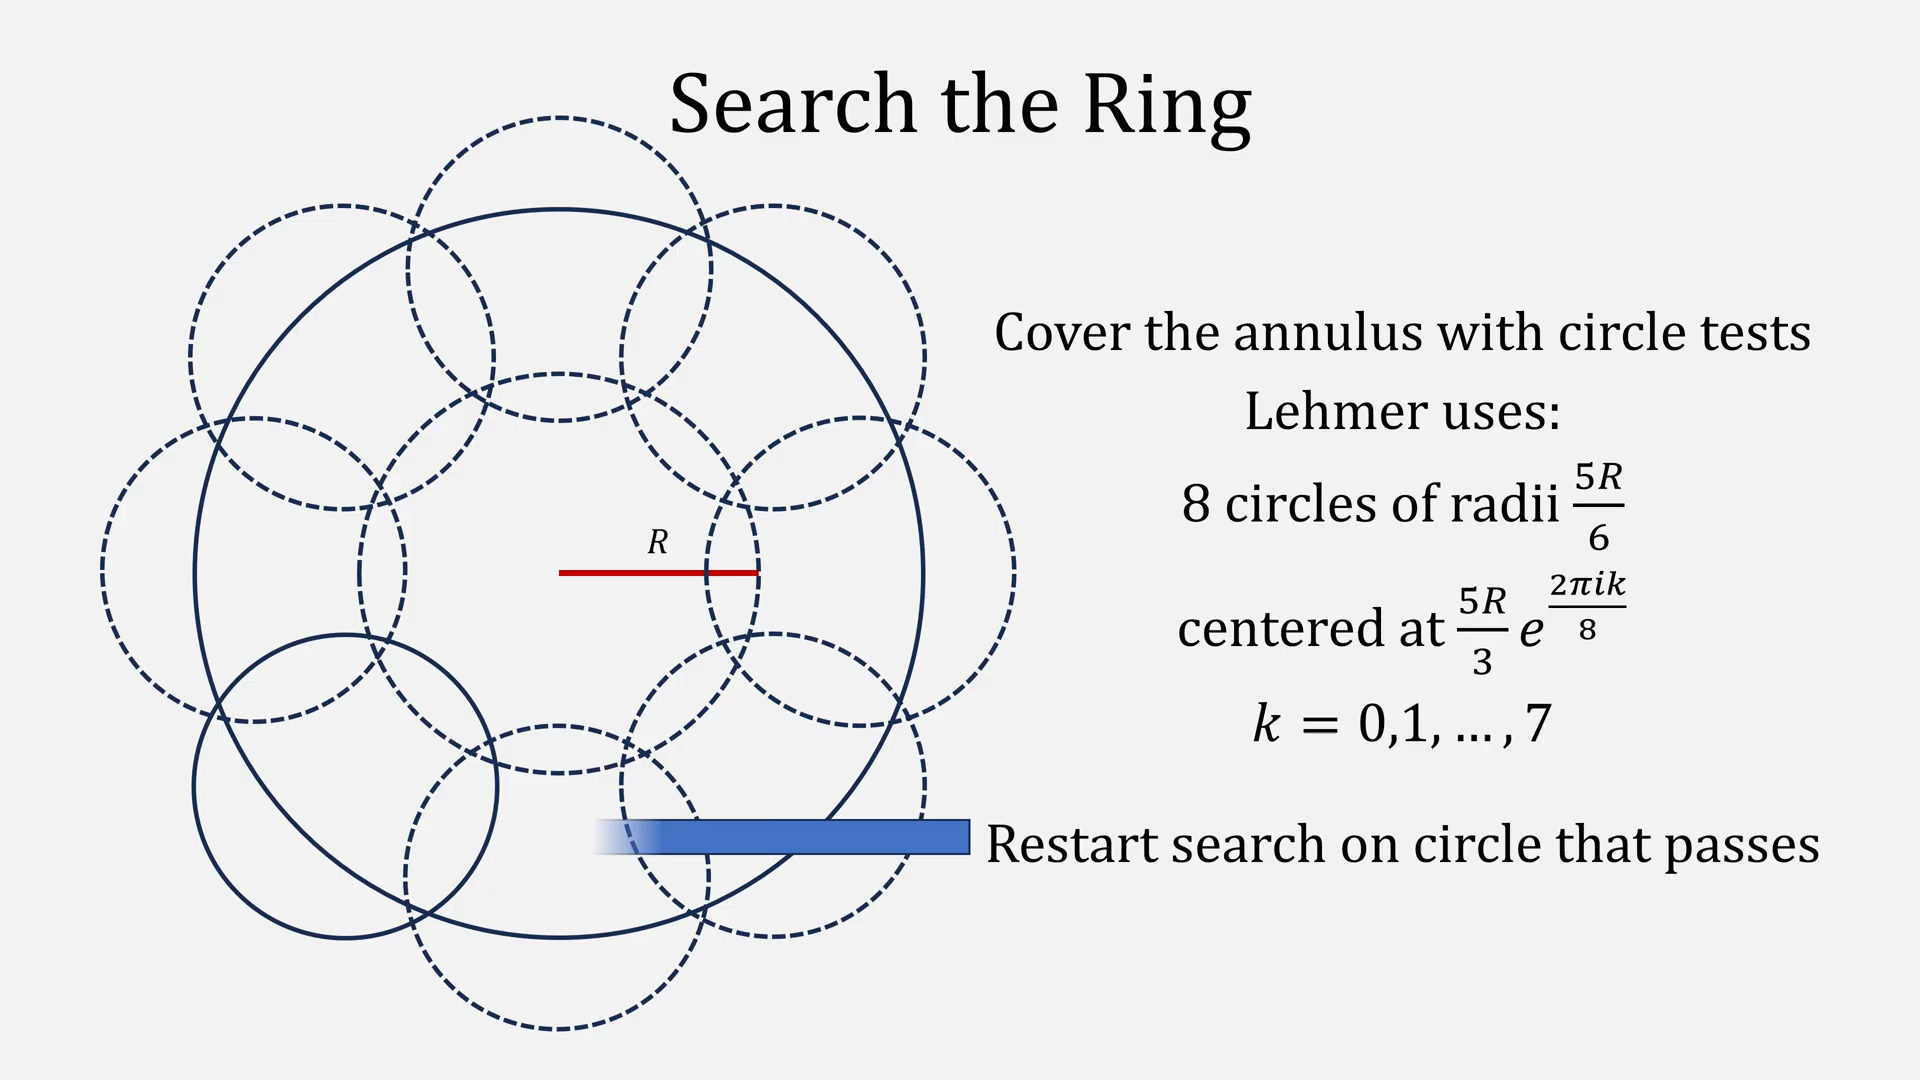 Search the Ring
R
Cover the annulus with circle tests
Lehmer uses:
8 circles of radii 5R/6
centered at 5R/3 e^(2πik/8)
k = 0,1, … , 7
Restart search on circle that passes